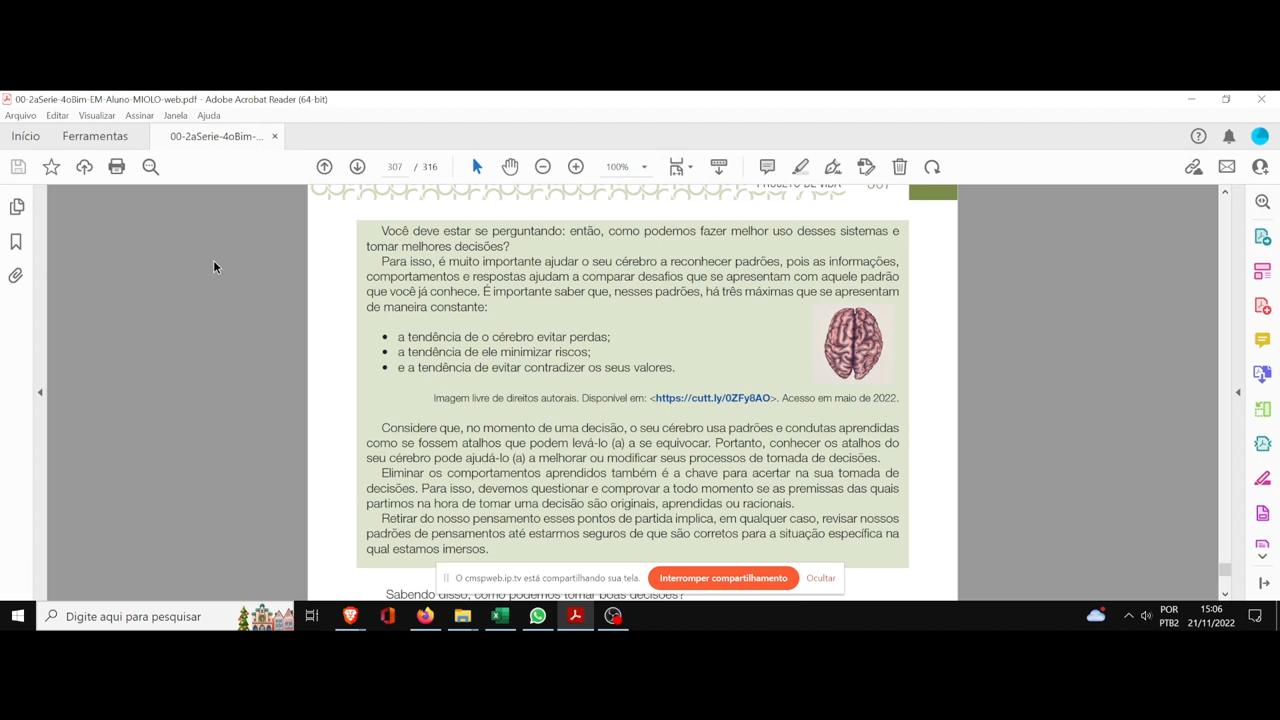 00-2aSerie-4oBim-EM-Aluno-MIOLO-web.pdf - Adobe Acrobat Reader (64-bit)
Arquivo Editar Visualizar Assinar Janela Ajuda
Início Ferramentas 00-2aSerie-4oBim-... ×
307 / 316 100%
PROJETO DE VIDA 307
Você deve estar se perguntando: então, como podemos fazer melhor uso desses sistemas e
tomar melhores decisões?
Para isso, é muito importante ajudar o seu cérebro a reconhecer padrões, pois as informações,
comportamentos e respostas ajudam a comparar desafios que se apresentam com aquele padrão
que você já conhece. É importante saber que, nesses padrões, há três máximas que se apresentam
de maneira constante:
• a tendência de o cérebro evitar perdas;
• a tendência de ele minimizar riscos;
• e a tendência de evitar contradizer os seus valores.
Imagem livre de direitos autorais. Disponível em: <https://cutt.ly/0ZFy8AO>. Acesso em maio de 2022.
Considere que, no momento de uma decisão, o seu cérebro usa padrões e condutas aprendidas
como se fossem atalhos que podem levá-lo (a) a se equivocar. Portanto, conhecer os atalhos do
seu cérebro pode ajudá-lo (a) a melhorar ou modificar seus processos de tomada de decisões.
Eliminar os comportamentos aprendidos também é a chave para acertar na sua tomada de
decisões. Para isso, devemos questionar e comprovar a todo momento se as premissas das quais
partimos na hora de tomar uma decisão são originais, aprendidas ou racionais.
Retirar do nosso pensamento esses pontos de partida implica, em qualquer caso, revisar nossos
padrões de pensamentos até estarmos seguros de que são corretos para a situação específica na
qual estamos imersos.
O cmspweb.ip.tv está compartilhando sua tela. Interromper compartilhamento Ocultar
Sabendo disso, como podemos tomar boas decisões?
Digite aqui para pesquisar
POR 15:06
PTB2 21/11/2022